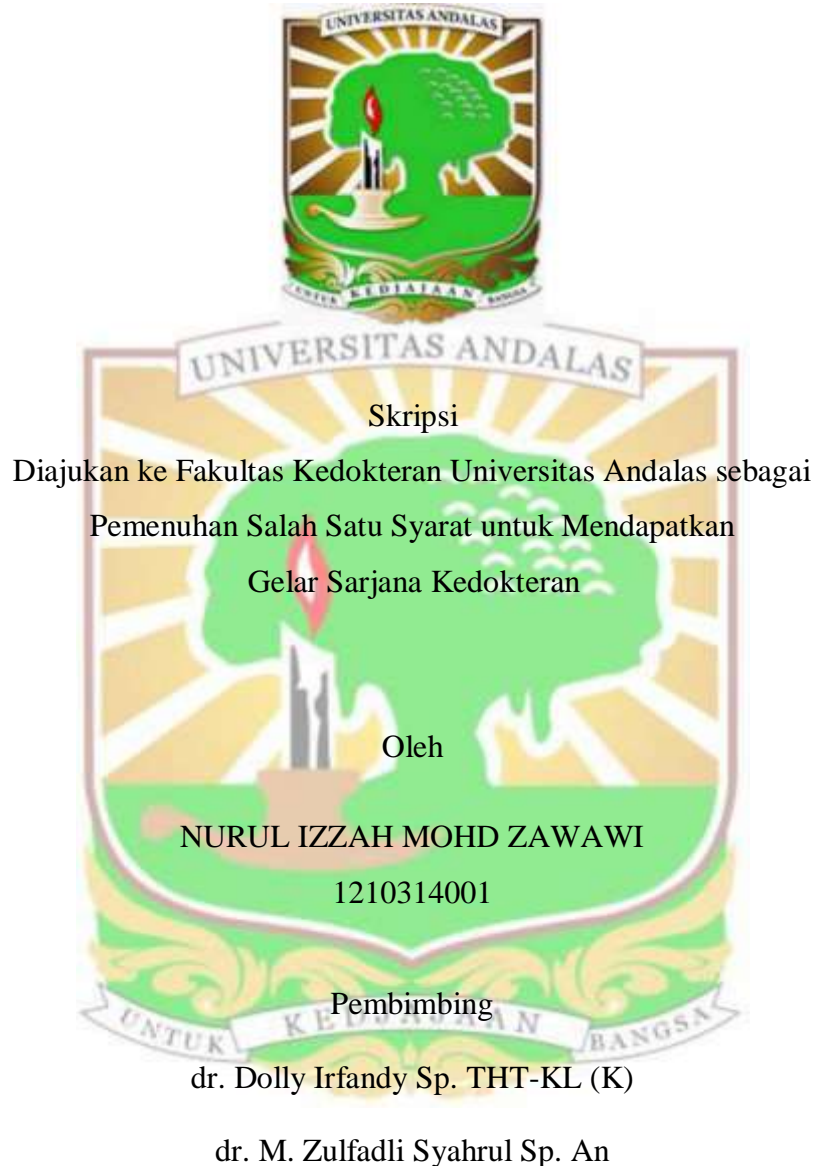 UNIVERSITAS ANDALAS
UNTUK KEDJAJAAN BANGSA
UNIVERSITAS ANDALAS
Skripsi
Diajukan ke Fakultas Kedokteran Universitas Andalas sebagai
Pemenuhan Salah Satu Syarat untuk Mendapatkan
Gelar Sarjana Kedokteran
Oleh
NURUL IZZAH MOHD ZAWAWI
1210314001
Pembimbing
UNTUK KEDJAJAAN BANGSA
dr. Dolly Irfandy Sp. THT-KL (K)
dr. M. Zulfadli Syahrul Sp. An